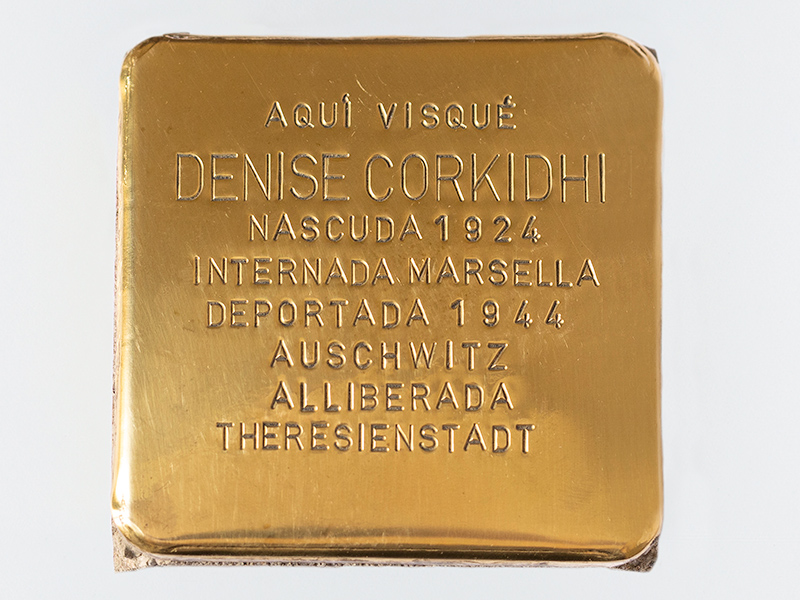 AQUÍ VISQUÉ
DENISE CORKIDHI
NASCUDA 1924
INTERNADA MARSELLA
DEPORTADA 1944
AUSCHWITZ
ALLIBERADA
THERESIENSTADT